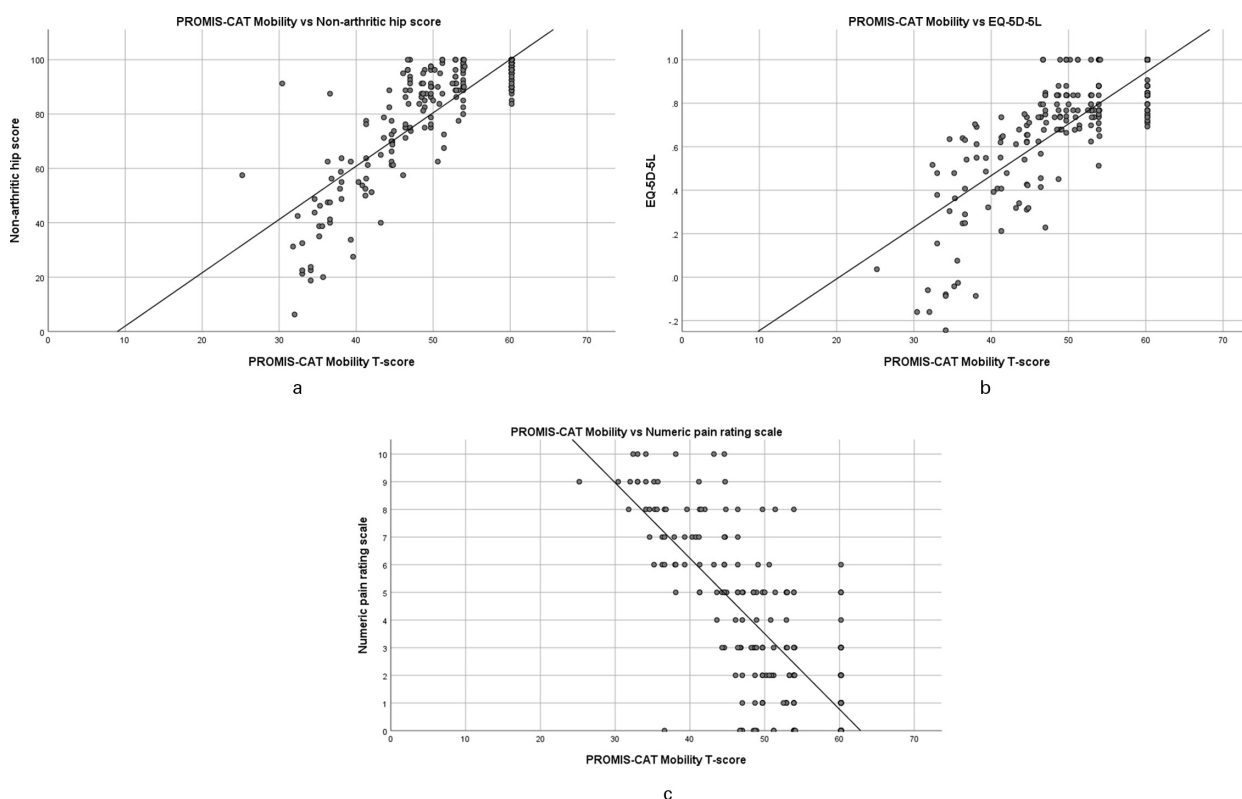 PROMIS-CAT Mobility vs Non-arthritic hip score
Non-arthritic hip score
100
80
60
40
20
0
0 10 20 30 40 50 60 70
PROMIS-CAT Mobility T-score
a
PROMIS-CAT Mobility vs EQ-5D-5L
EQ-5D-5L
1.0
.8
.6
.4
.2
.0
-.2
0 10 20 30 40 50 60 70
PROMIS-CAT Mobility T-score
b
PROMIS-CAT Mobility vs Numeric pain rating scale
Numeric pain rating scale
10
9
8
7
6
5
4
3
2
1
0
0 10 20 30 40 50 60 70
PROMIS-CAT Mobility T-score
c